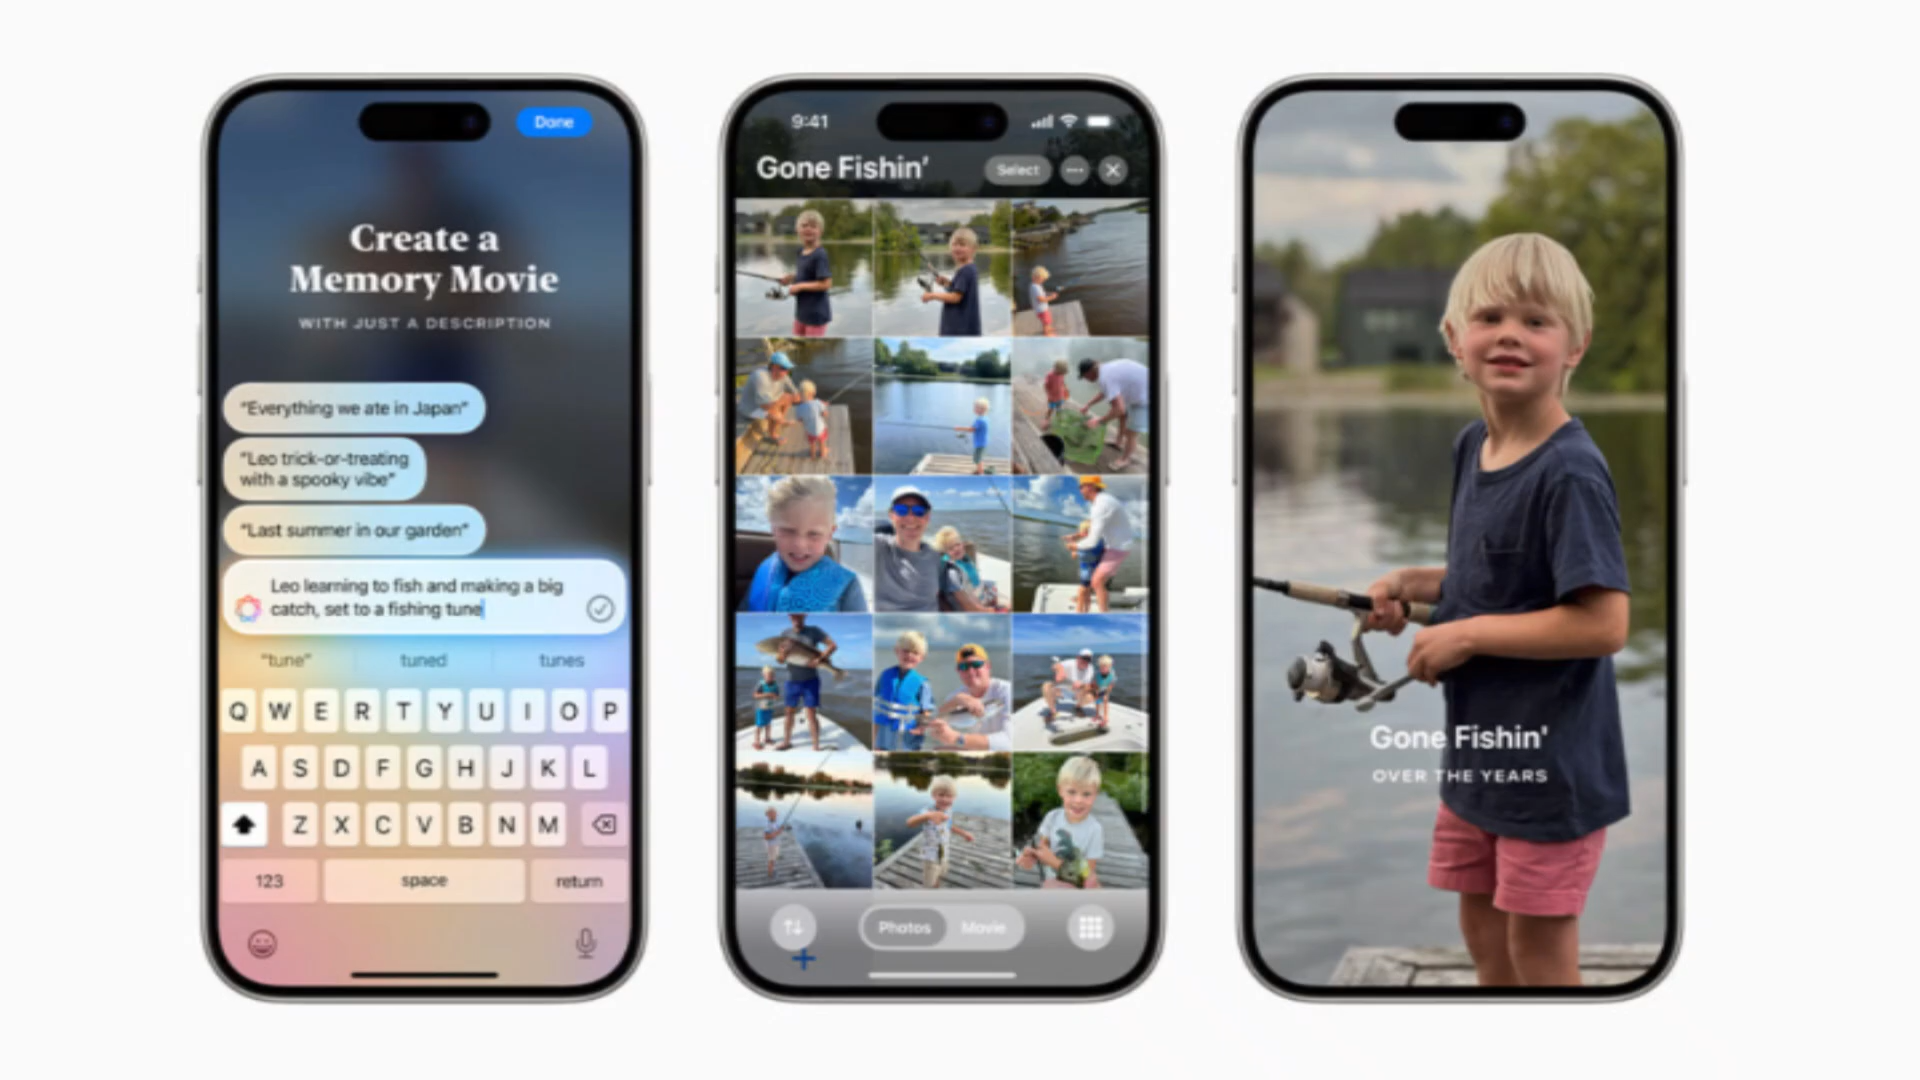 Done
Create a
Memory Movie
WITH JUST A DESCRIPTION
“Everything we ate in Japan”
“Leo trick-or-treating
with a spooky vibe”
“Last summer in our garden”
Leo learning to fish and making a big
catch, set to a fishing tune
“tune” tuned tunes
Q W E R T Y U I O P
A S D F G H J K L
Z X C V B N M
123 space return
9:41
Gone Fishin’ Select
Photos Movie
Gone Fishin'
OVER THE YEARS